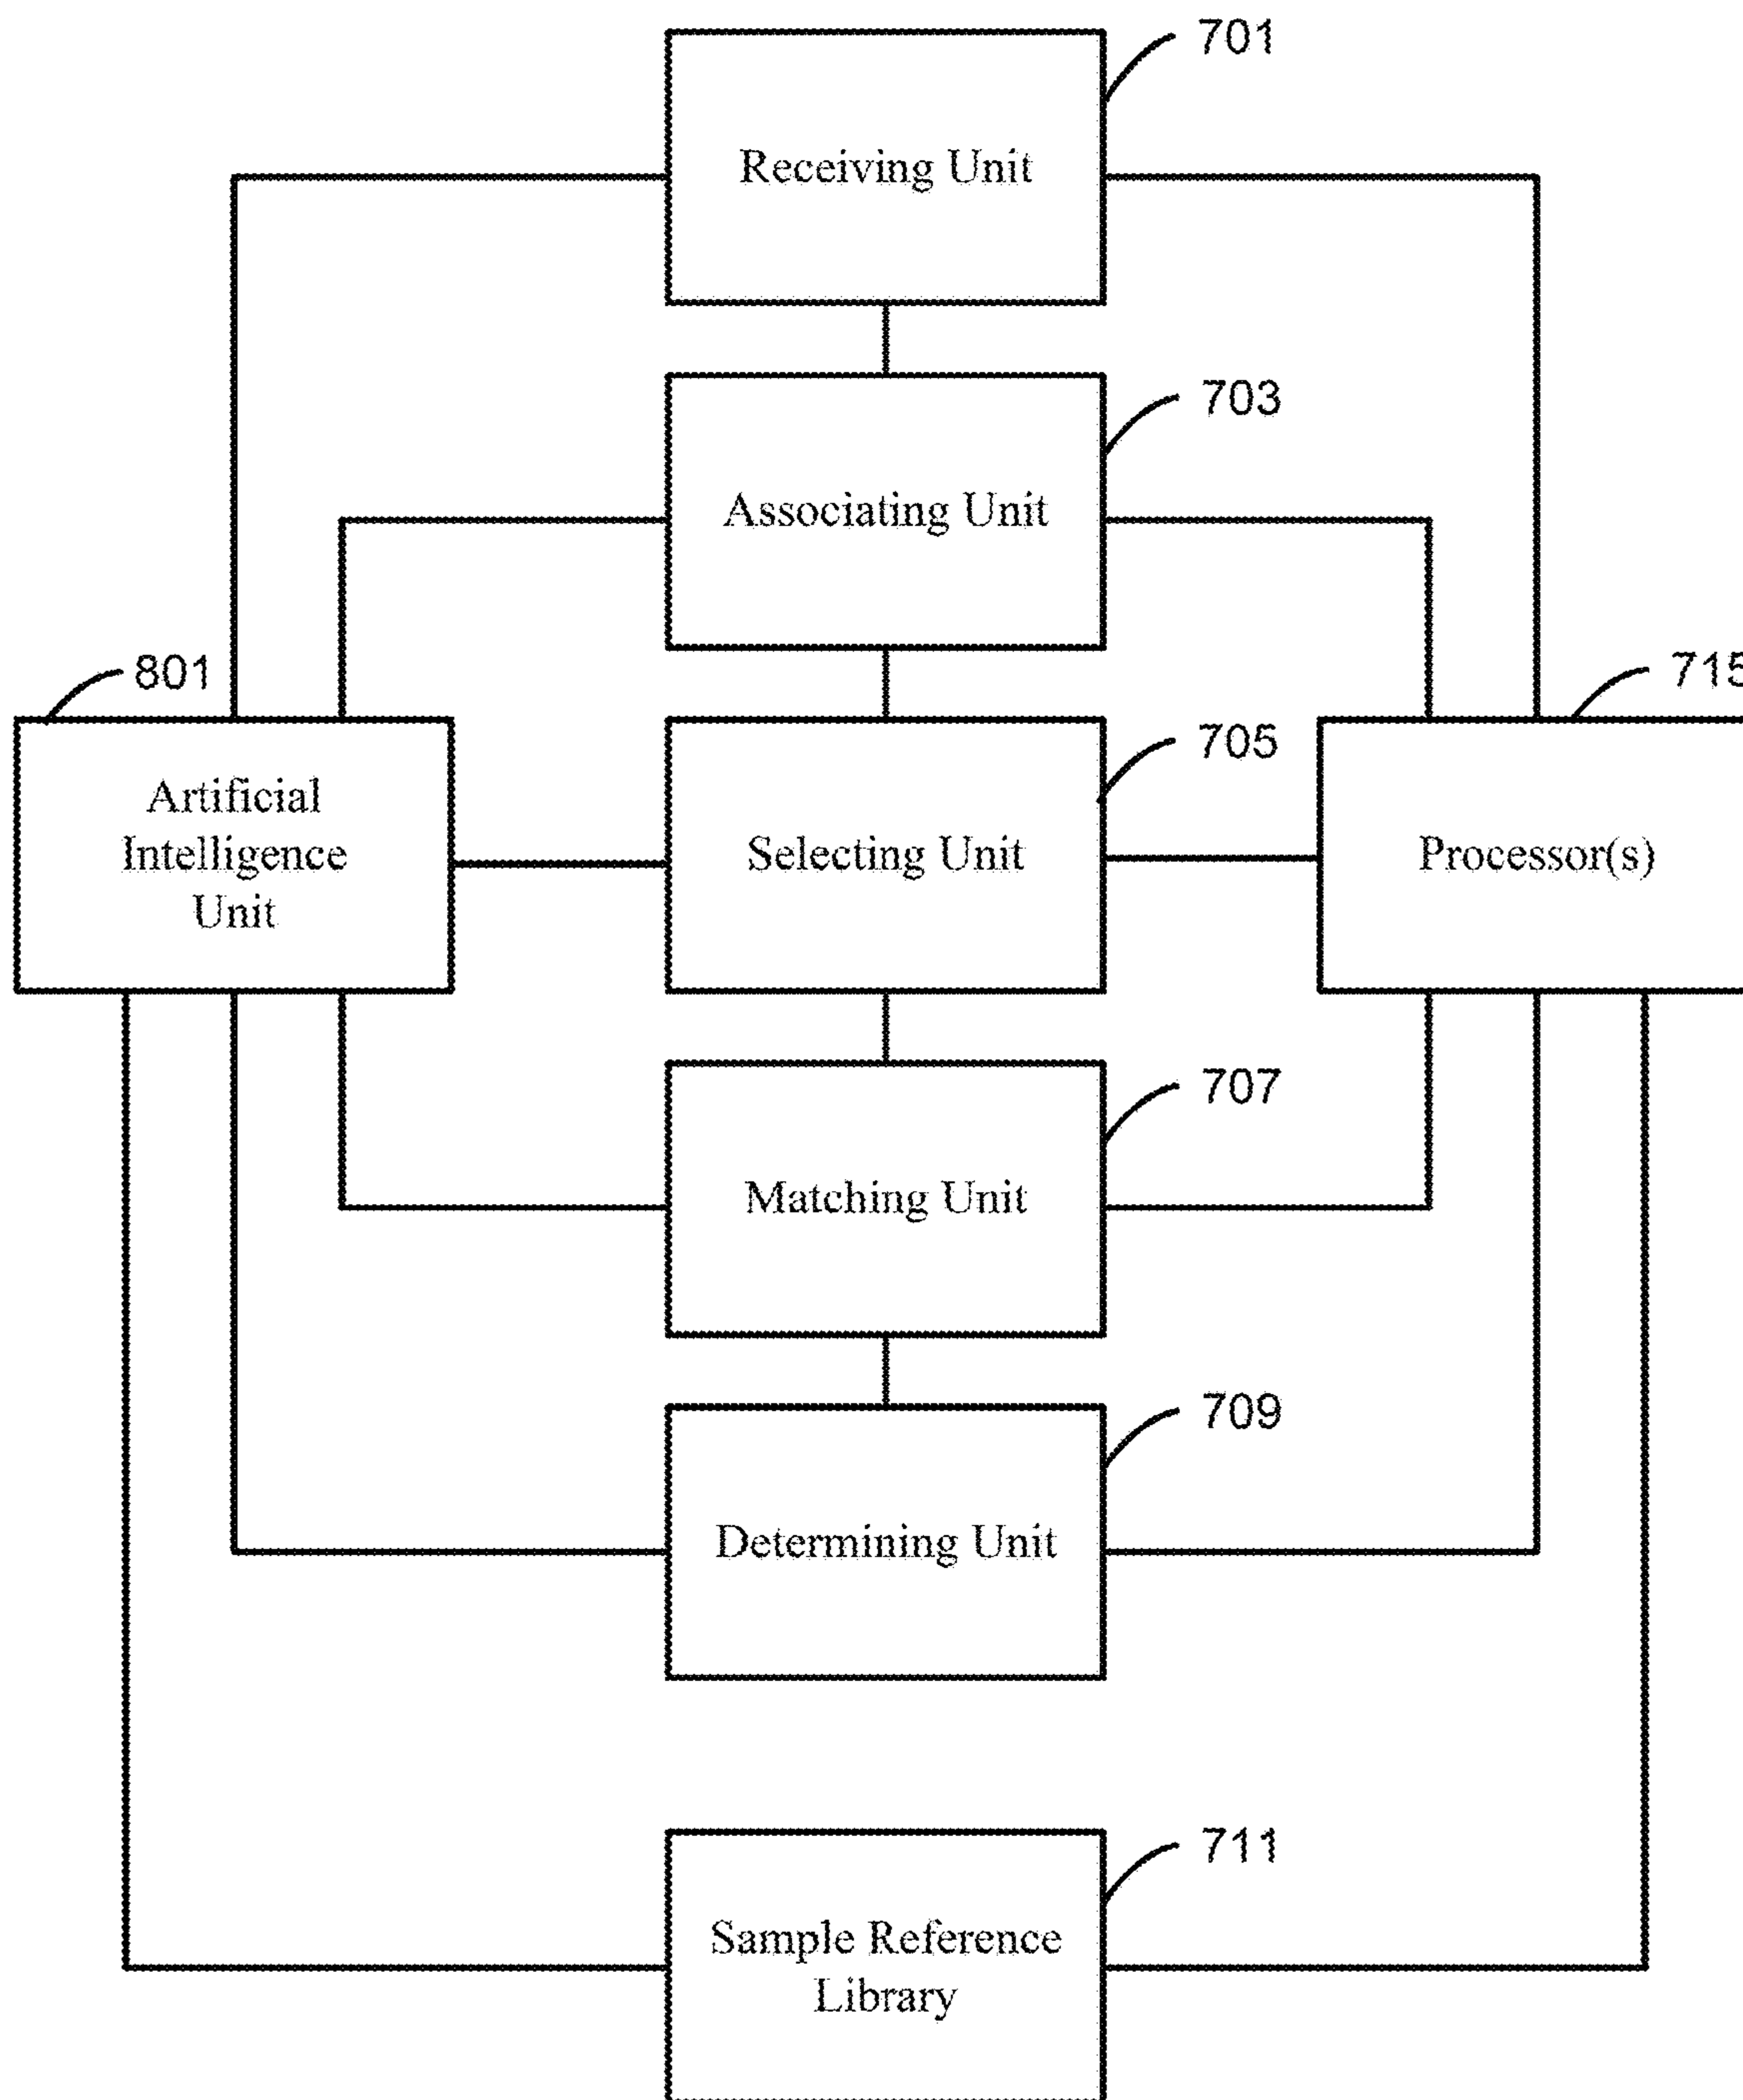 701
Receiving Unit
703
Associating Unit
801
715
705
Artificial
Intelligence
Unit
Selecting Unit
Processor(s)
707
Matching Unit
709
Determining Unit
711
Sample Reference
Library